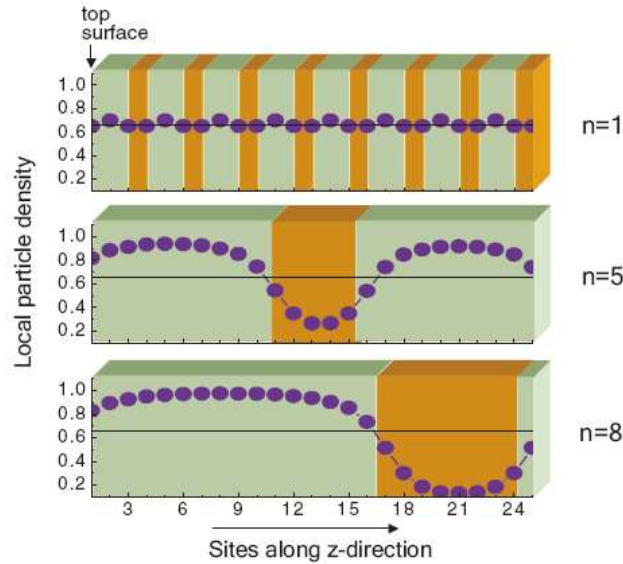 top
surface
1.0
0.8
0.6
0.4
0.2
n=1
Local particle density
1.0
0.8
0.6
0.4
0.2
n=5
1.0
0.8
0.6
0.4
0.2
n=8
3 6 9 12 15 18 21 24
Sites along z-direction